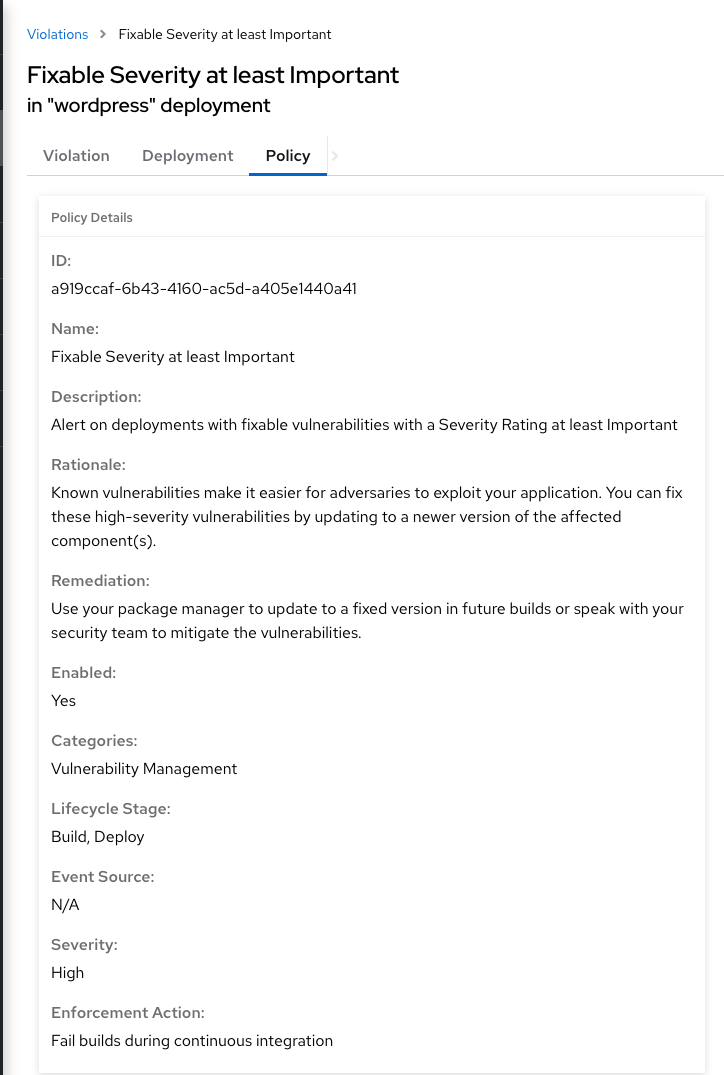 Violations > Fixable Severity at least Important
Fixable Severity at least Important
in "wordpress" deployment
Violation Deployment Policy
Policy Details
ID:
a919ccaf-6b43-4160-ac5d-a405e1440a41
Name:
Fixable Severity at least Important
Description:
Alert on deployments with fixable vulnerabilities with a Severity Rating at least Important
Rationale:
Known vulnerabilities make it easier for adversaries to exploit your application. You can fix
these high-severity vulnerabilities by updating to a newer version of the affected
component(s).
Remediation:
Use your package manager to update to a fixed version in future builds or speak with your
security team to mitigate the vulnerabilities.
Enabled:
Yes
Categories:
Vulnerability Management
Lifecycle Stage:
Build, Deploy
Event Source:
N/A
Severity:
High
Enforcement Action:
Fail builds during continuous integration